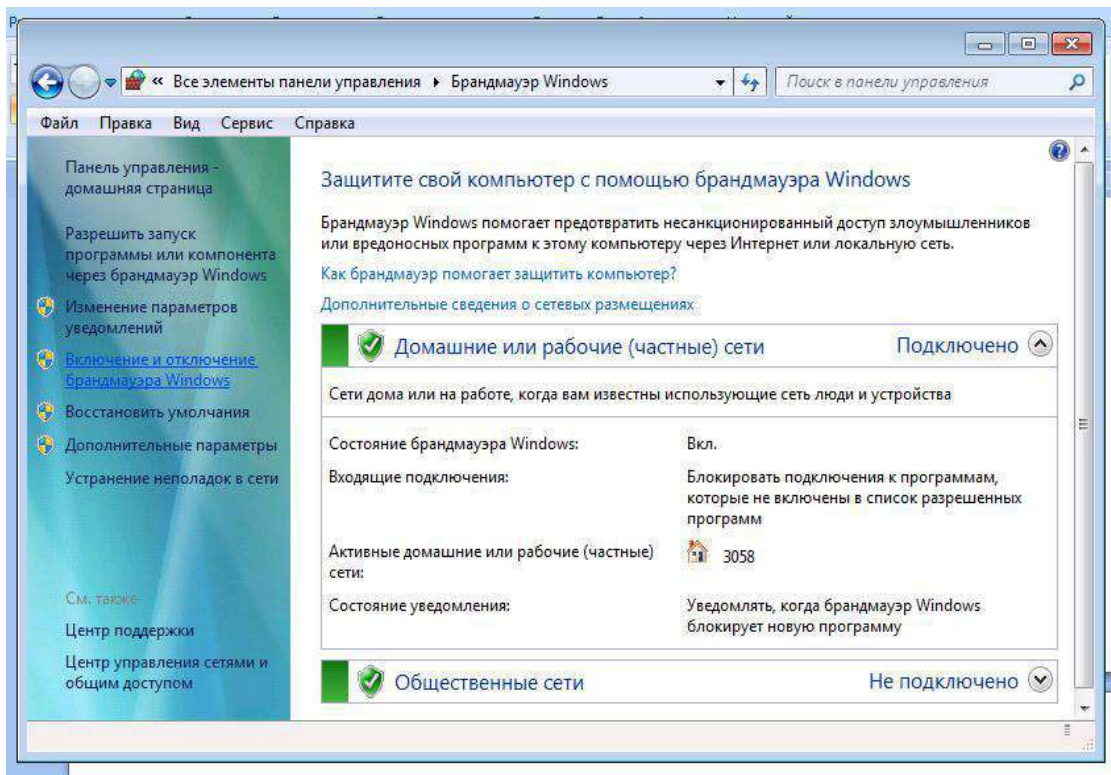 « Все элементы панели управления ▸ Брандмауэр Windows
Поиск в панели управления
Файл Правка Вид Сервис Справка
Панель управления -
домашняя страница
Разрешить запуск
программы или компонента
через брандмауэр Windows
Изменение параметров
уведомлений
Включение и отключение
брандмауэра Windows
Восстановить умолчания
Дополнительные параметры
Устранение неполадок в сети
См. также
Центр поддержки
Центр управления сетями и
общим доступом
Защитите свой компьютер с помощью брандмауэра Windows
Брандмауэр Windows помогает предотвратить несанкционированный доступ злоумышленников
или вредоносных программ к этому компьютеру через Интернет или локальную сеть.
Как брандмауэр помогает защитить компьютер?
Дополнительные сведения о сетевых размещениях
Домашние или рабочие (частные) сети Подключено
Сети дома или на работе, когда вам известны использующие сеть люди и устройства
Состояние брандмауэра Windows: Вкл.
Входящие подключения: Блокировать подключения к программам,
которые не включены в список разрешенных
программ
Активные домашние или рабочие (частные) 3058
сети:
Состояние уведомления: Уведомлять, когда брандмауэр Windows
блокирует новую программу
Общественные сети Не подключено